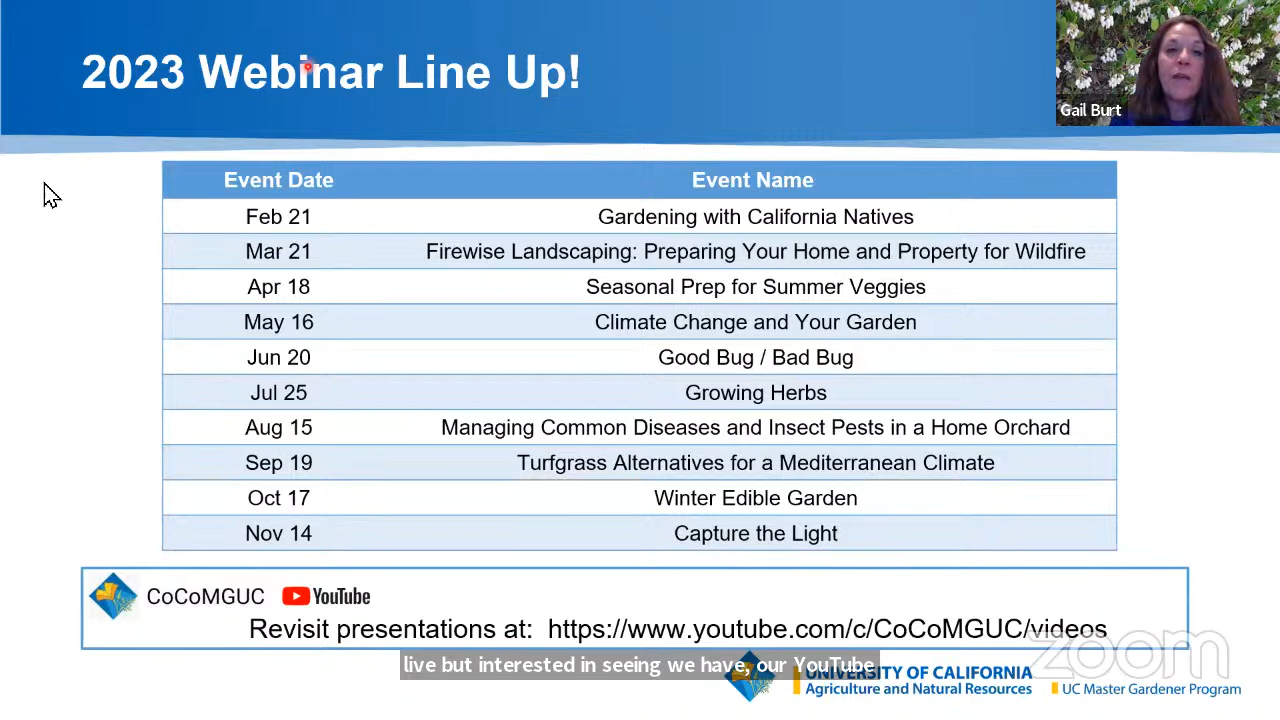 2023 Webinar Line Up!
Gail Burt
Event Date Event Name
Feb 21 Gardening with California Natives
Mar 21 Firewise Landscaping: Preparing Your Home and Property for Wildfire
Apr 18 Seasonal Prep for Summer Veggies
May 16 Climate Change and Your Garden
Jun 20 Good Bug / Bad Bug
Jul 25 Growing Herbs
Aug 15 Managing Common Diseases and Insect Pests in a Home Orchard
Sep 19 Turfgrass Alternatives for a Mediterranean Climate
Oct 17 Winter Edible Garden
Nov 14 Capture the Light
CoCoMGUC YouTube
Revisit presentations at: https://www.youtube.com/c/CoCoMGUC/videos
zoom
live but interested in seeing we have, our YouTube
UNIVERSITY OF CALIFORNIA
Agriculture and Natural Resources
UC Master Gardener Program